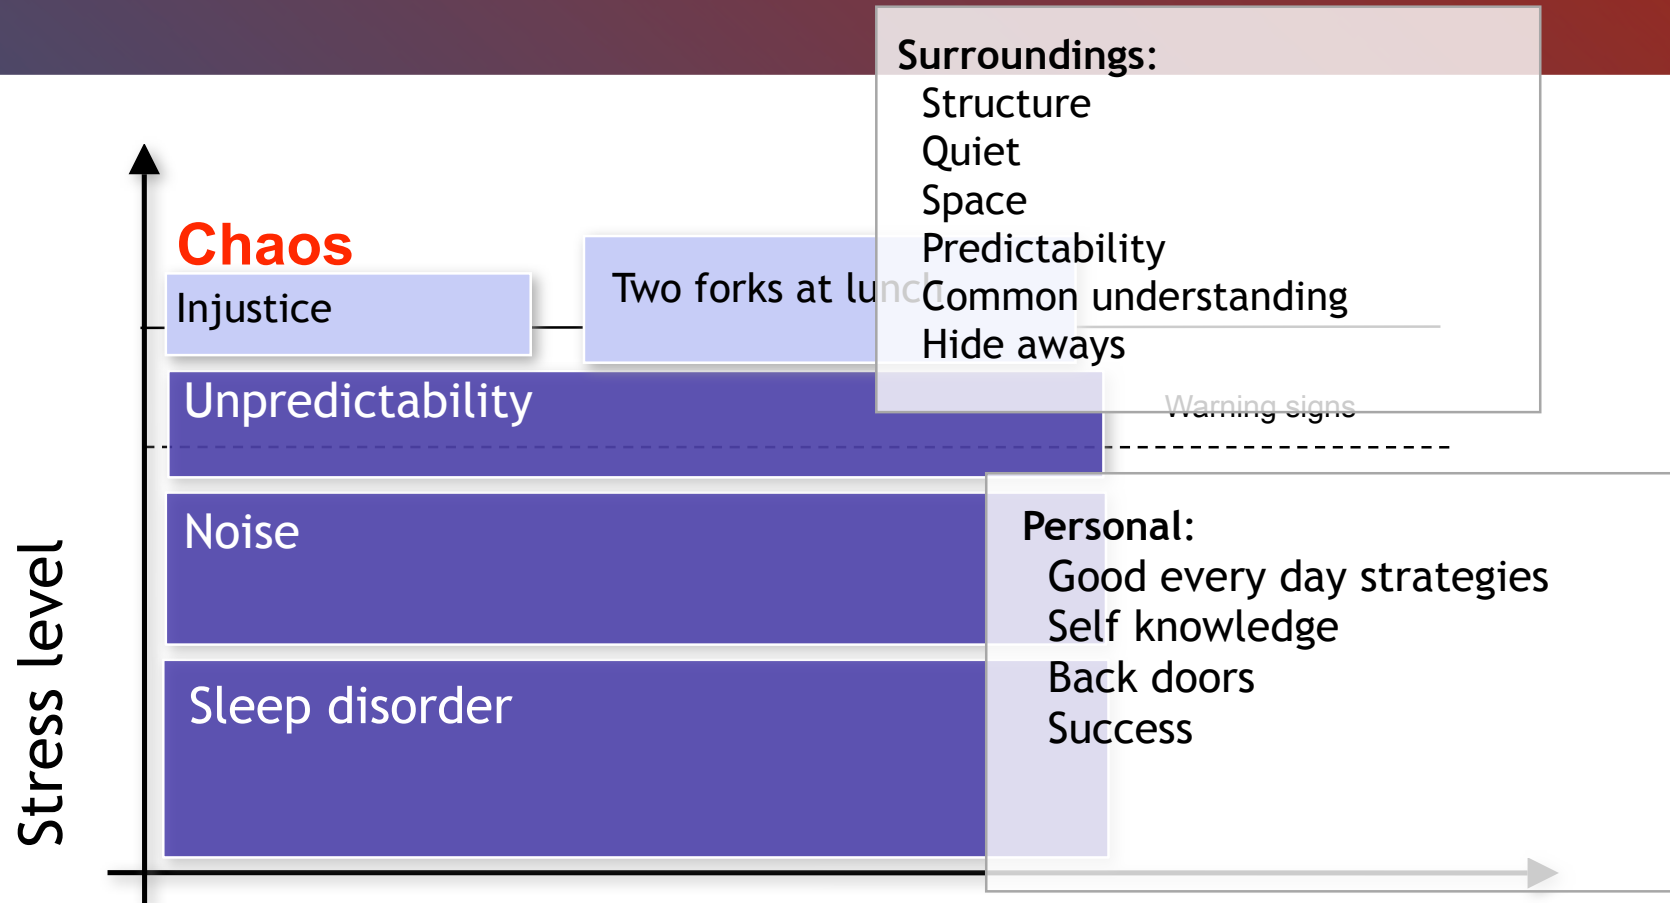 Surroundings:
Structure
Quiet
Space
Predictability
Common understanding
Hide aways
Chaos
Injustice
Two forks at lunch
Unpredictability
Warning signs
Noise
Sleep disorder
Stress level
Personal:
Good every day strategies
Self knowledge
Back doors
Success